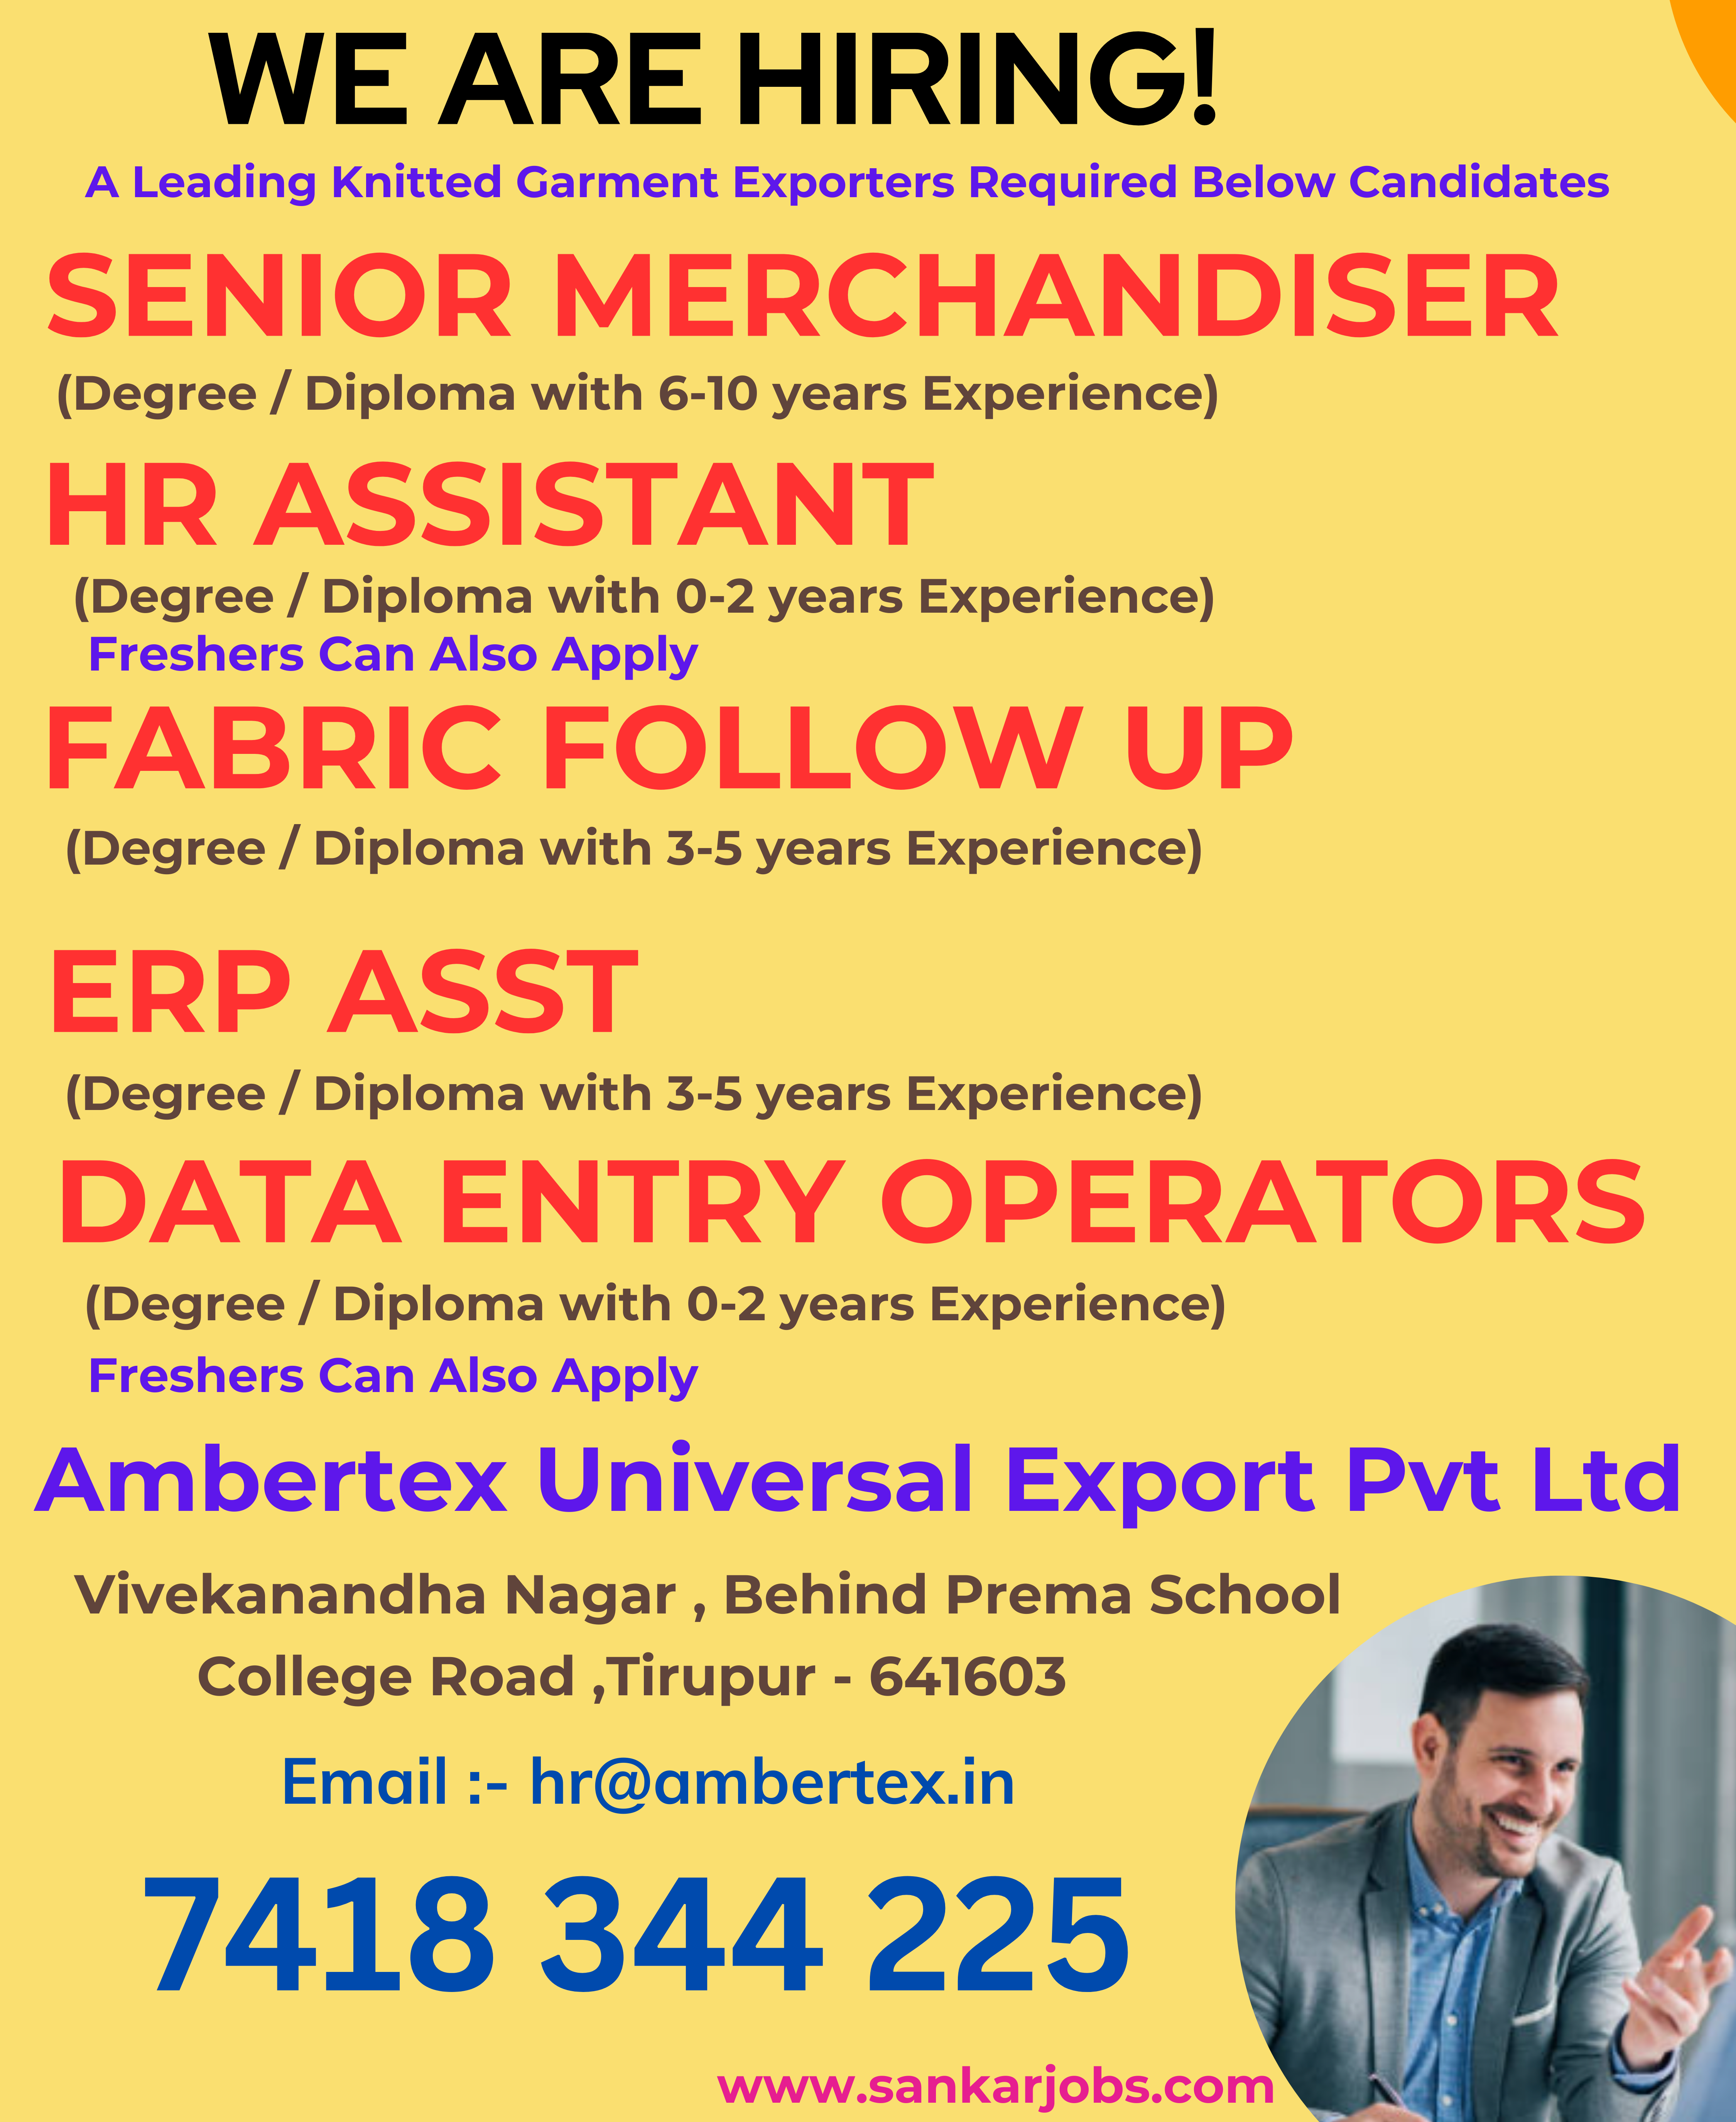 WE ARE HIRING!
A Leading Knitted Garment Exporters Required Below Candidates
SENIOR MERCHANDISER
(Degree / Diploma with 6-10 years Experience)
HR ASSISTANT
(Degree / Diploma with 0-2 years Experience)
Freshers Can Also Apply
FABRIC FOLLOW UP
(Degree / Diploma with 3-5 years Experience)
ERP ASST
(Degree / Diploma with 3-5 years Experience)
DATA ENTRY OPERATORS
(Degree / Diploma with 0-2 years Experience)
Freshers Can Also Apply
Ambertex Universal Export Pvt Ltd
Vivekanandha Nagar , Behind Prema School
College Road ,Tirupur - 641603
Email :- hr@ambertex.in
7418 344 225
www.sankarjobs.com